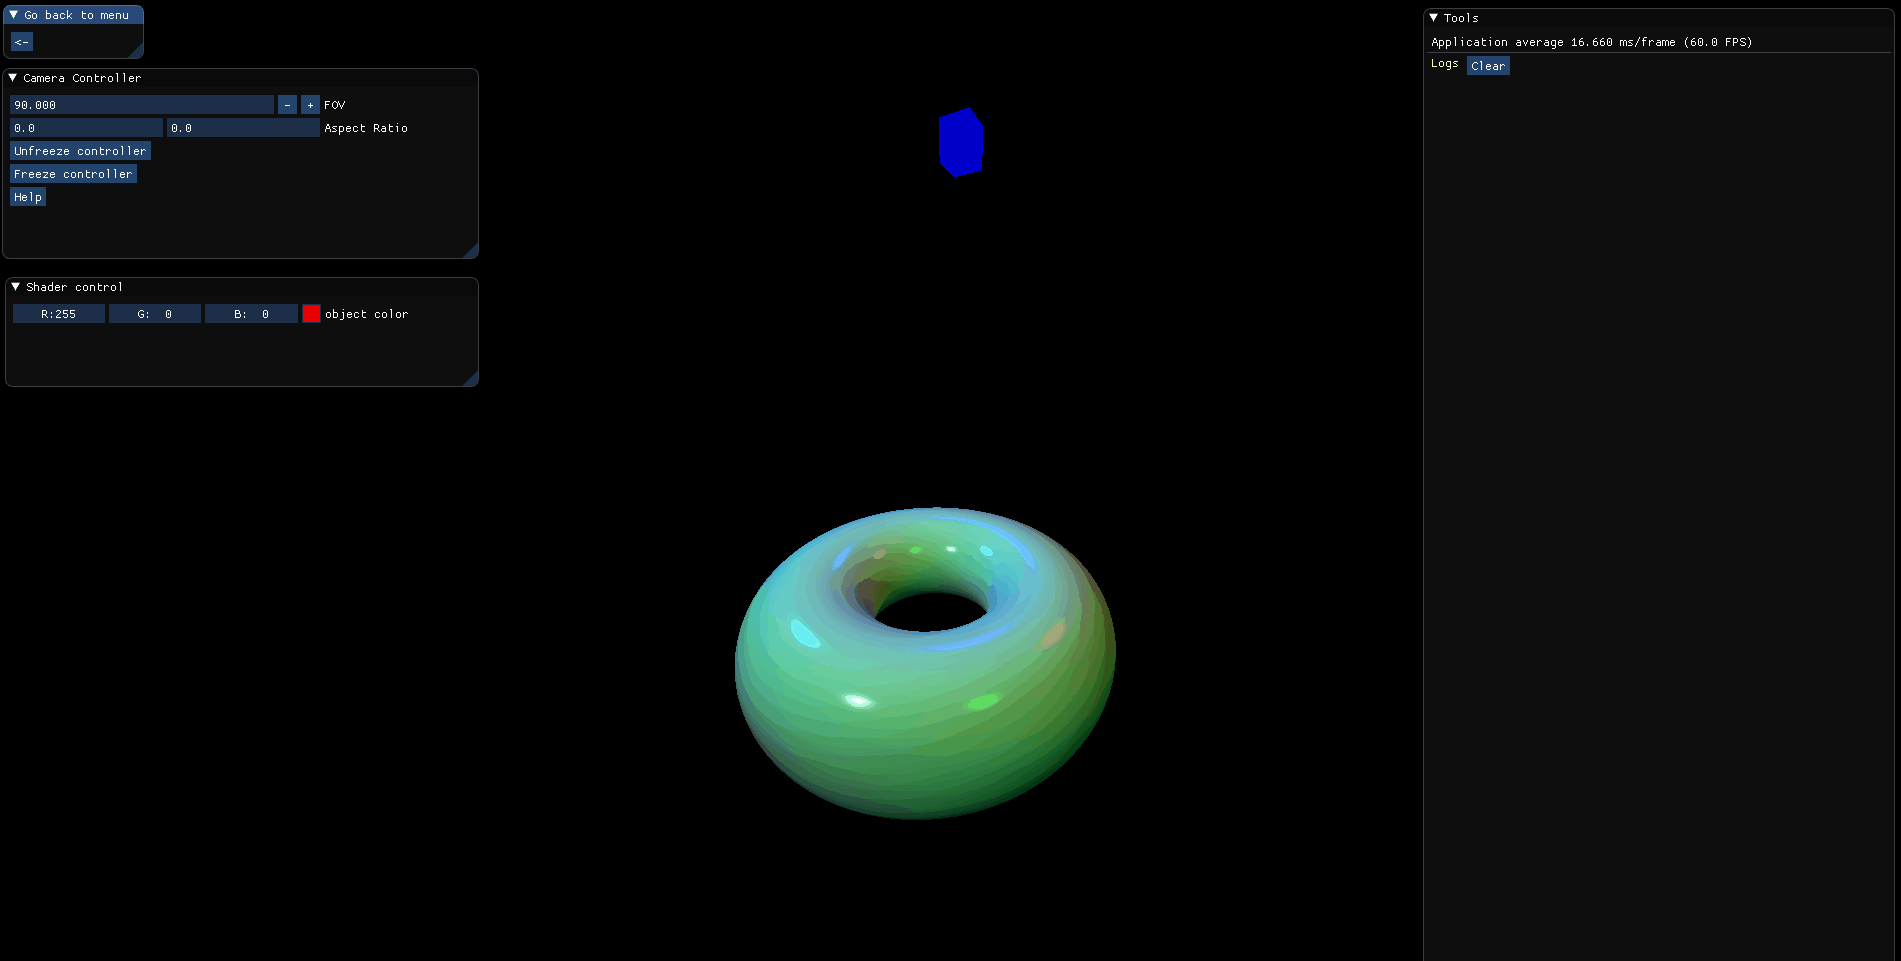 Go back to menu
<-
Camera Controller
90.000 - + FOV
0.0 0.0 Aspect Ratio
Unfreeze controller
Freeze controller
Help
Shader control
R:255 G: 0 B: 0 object color
Tools
Application average 16.660 ms/frame (60.0 FPS)
Logs Clear